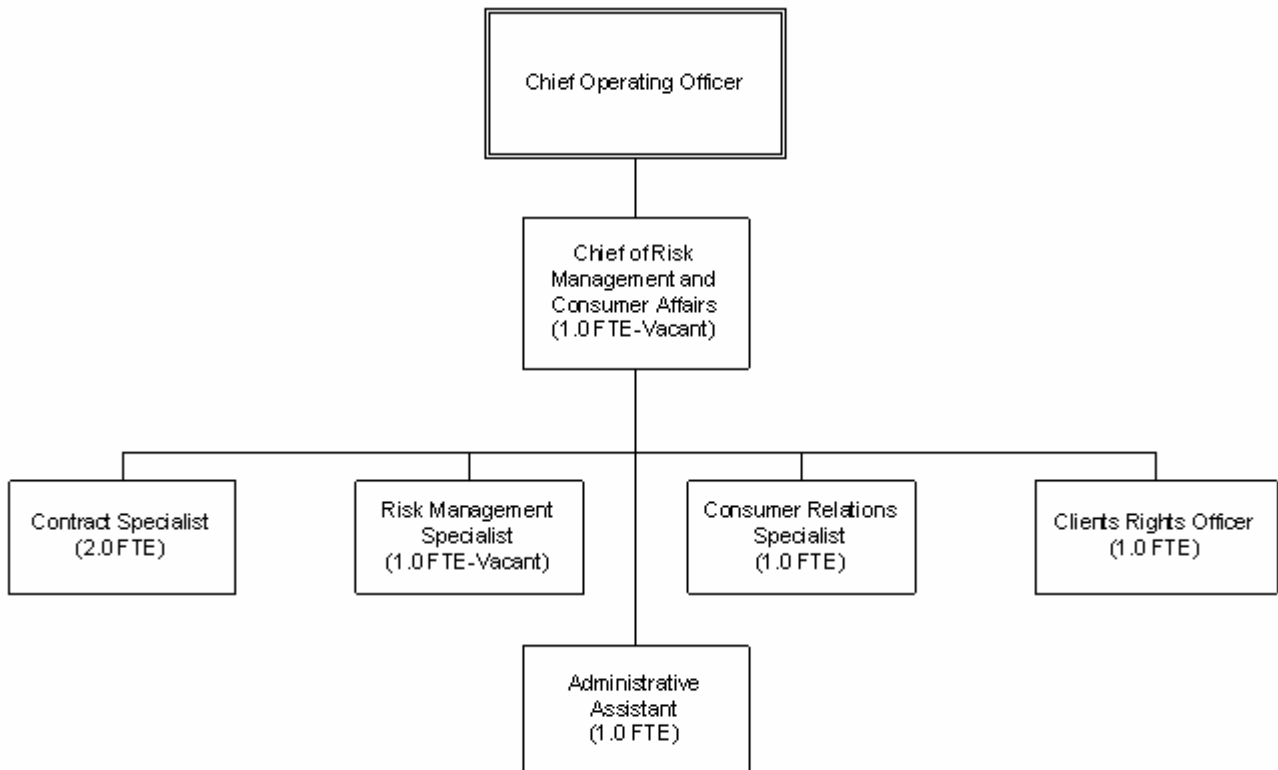 Chief Operating Officer
Chief of Risk
Management and
Consumer Affairs
(1.0 FTE-Vacant)
Contract Specialist
(2.0 FTE)
Risk Management
Specialist
(1.0 FTE-Vacant)
Consumer Relations
Specialist
(1.0 FTE)
Clients Rights Officer
(1.0 FTE)
Administrative
Assistant
(1.0 FTE)